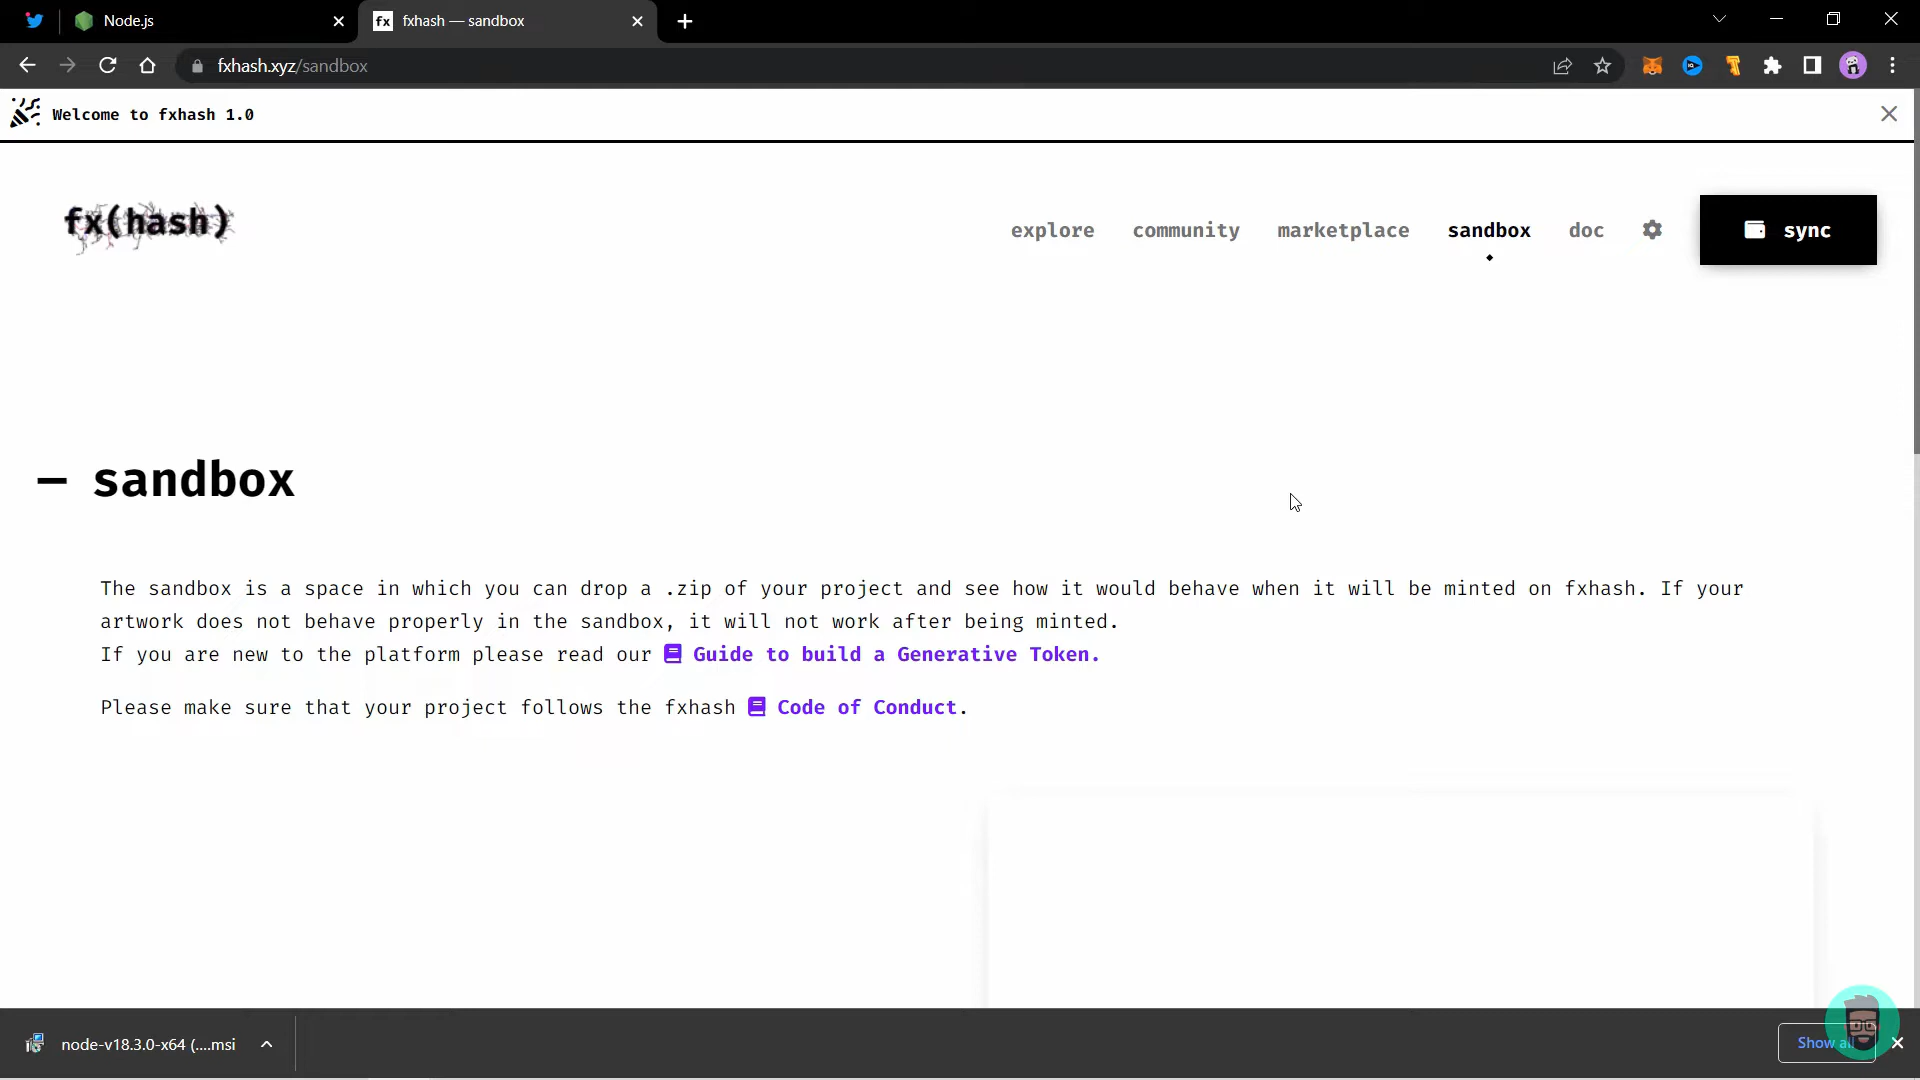 Node.js
fx
fxhash — sandbox
fxhash.xyz/sandbox
Welcome to fxhash 1.0
fx(hash)
explore community marketplace sandbox doc sync
— sandbox
The sandbox is a space in which you can drop a .zip of your project and see how it would behave when it will be minted on fxhash. If your
artwork does not behave properly in the sandbox, it will not work after being minted.
If you are new to the platform please read our Guide to build a Generative Token.
Please make sure that your project follows the fxhash Code of Conduct.
node-v18.3.0-x64 (....msi
Show